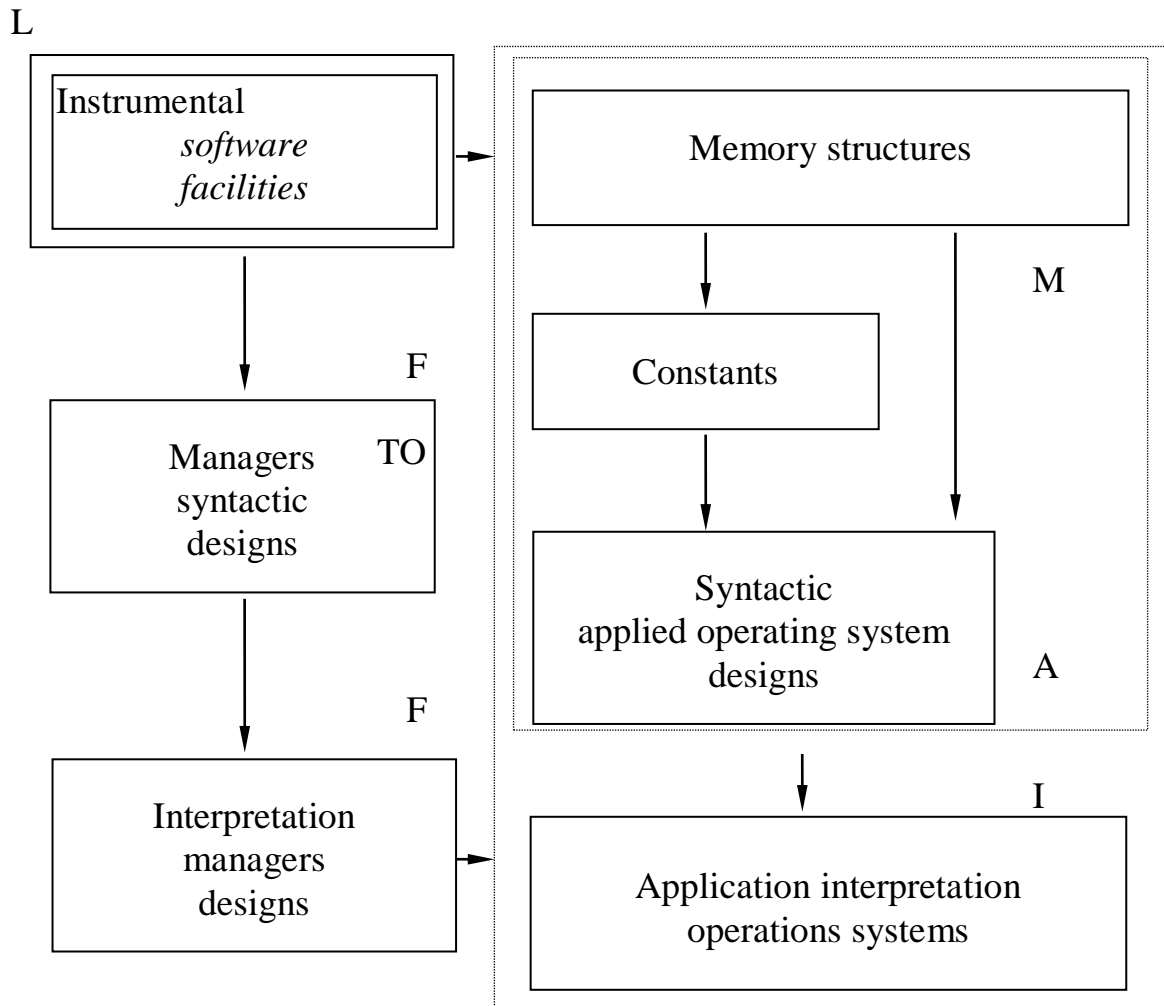 L
Instrumental
software
facilities
Memory structures
M
Constants
F
Managers
TO
syntactic
designs
Syntactic
applied operating system
designs
A
F
Interpretation
managers
designs
I
Application interpretation
operations systems